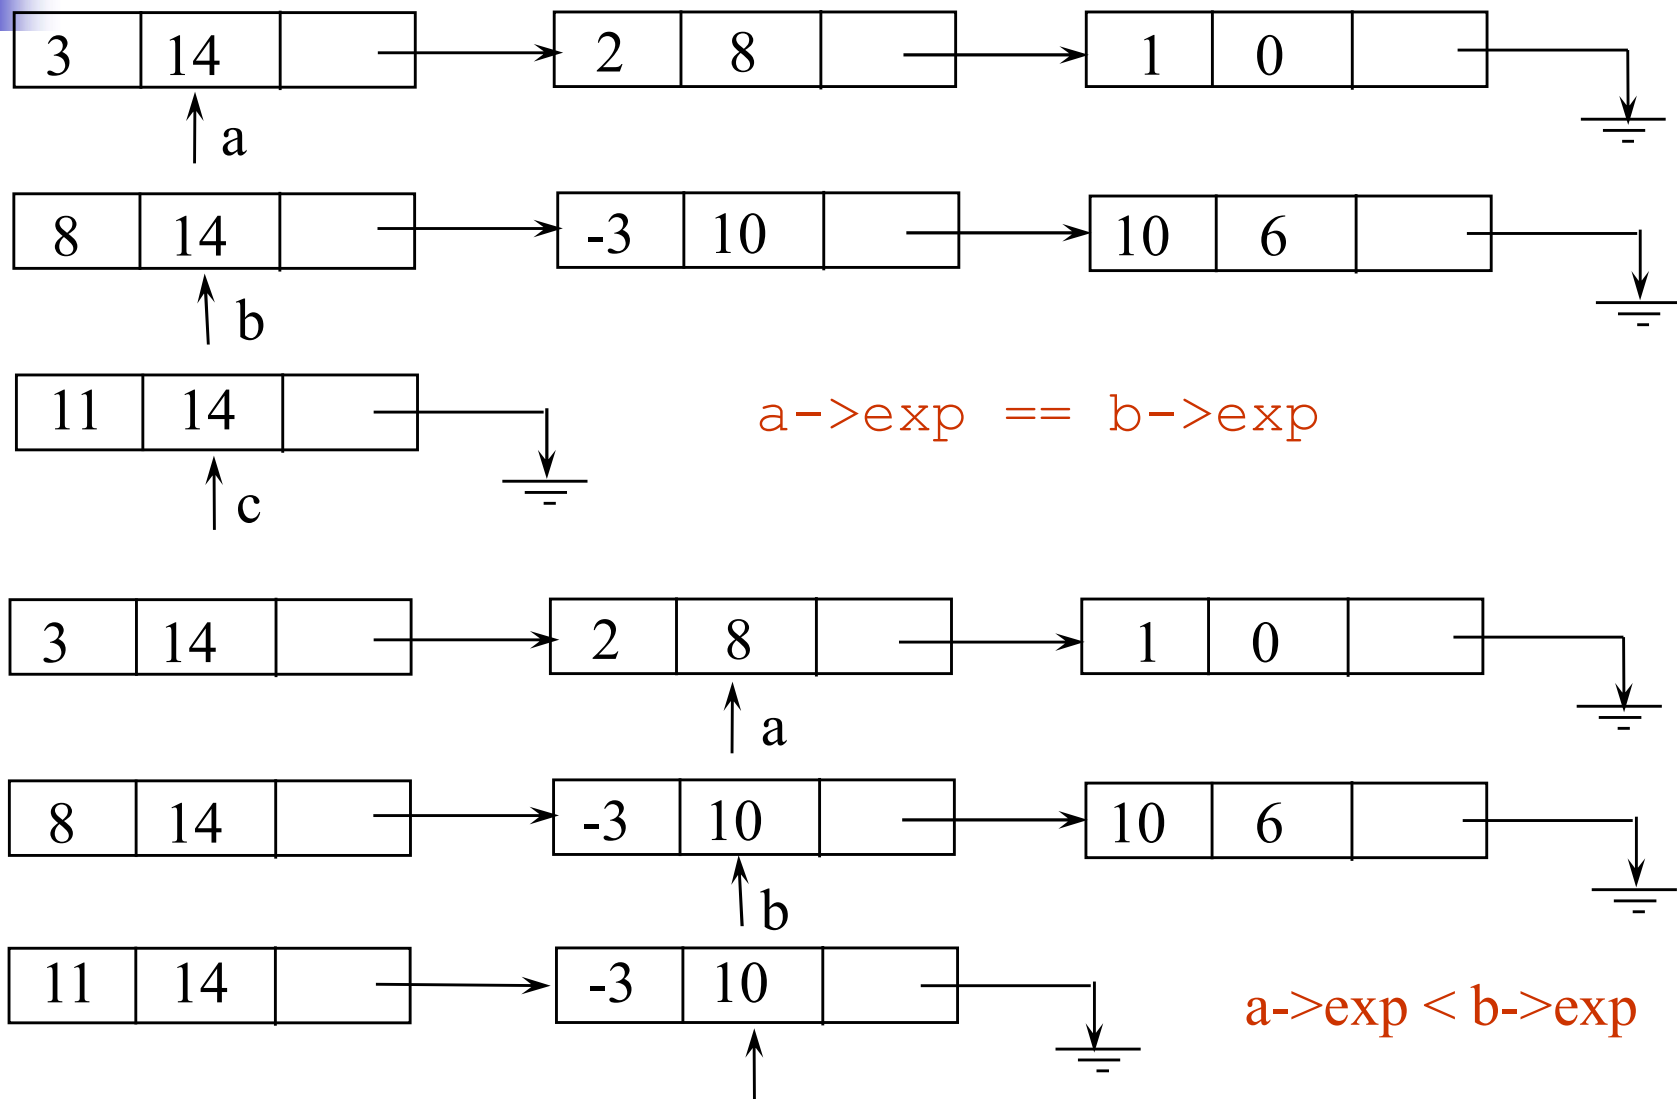 3 14 2 8 1 0
a
8 14 -3 10 10 6
b
11 14 a->exp == b->exp
c
3 14 2 8 1 0
a
8 14 -3 10 10 6
b
11 14 -3 10 a->exp < b->exp